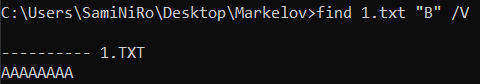 C:\Users\SamiNiRo\Desktop\Markelov>find 1.txt "B" /V
---------- 1.TXT
AAAAAAAA